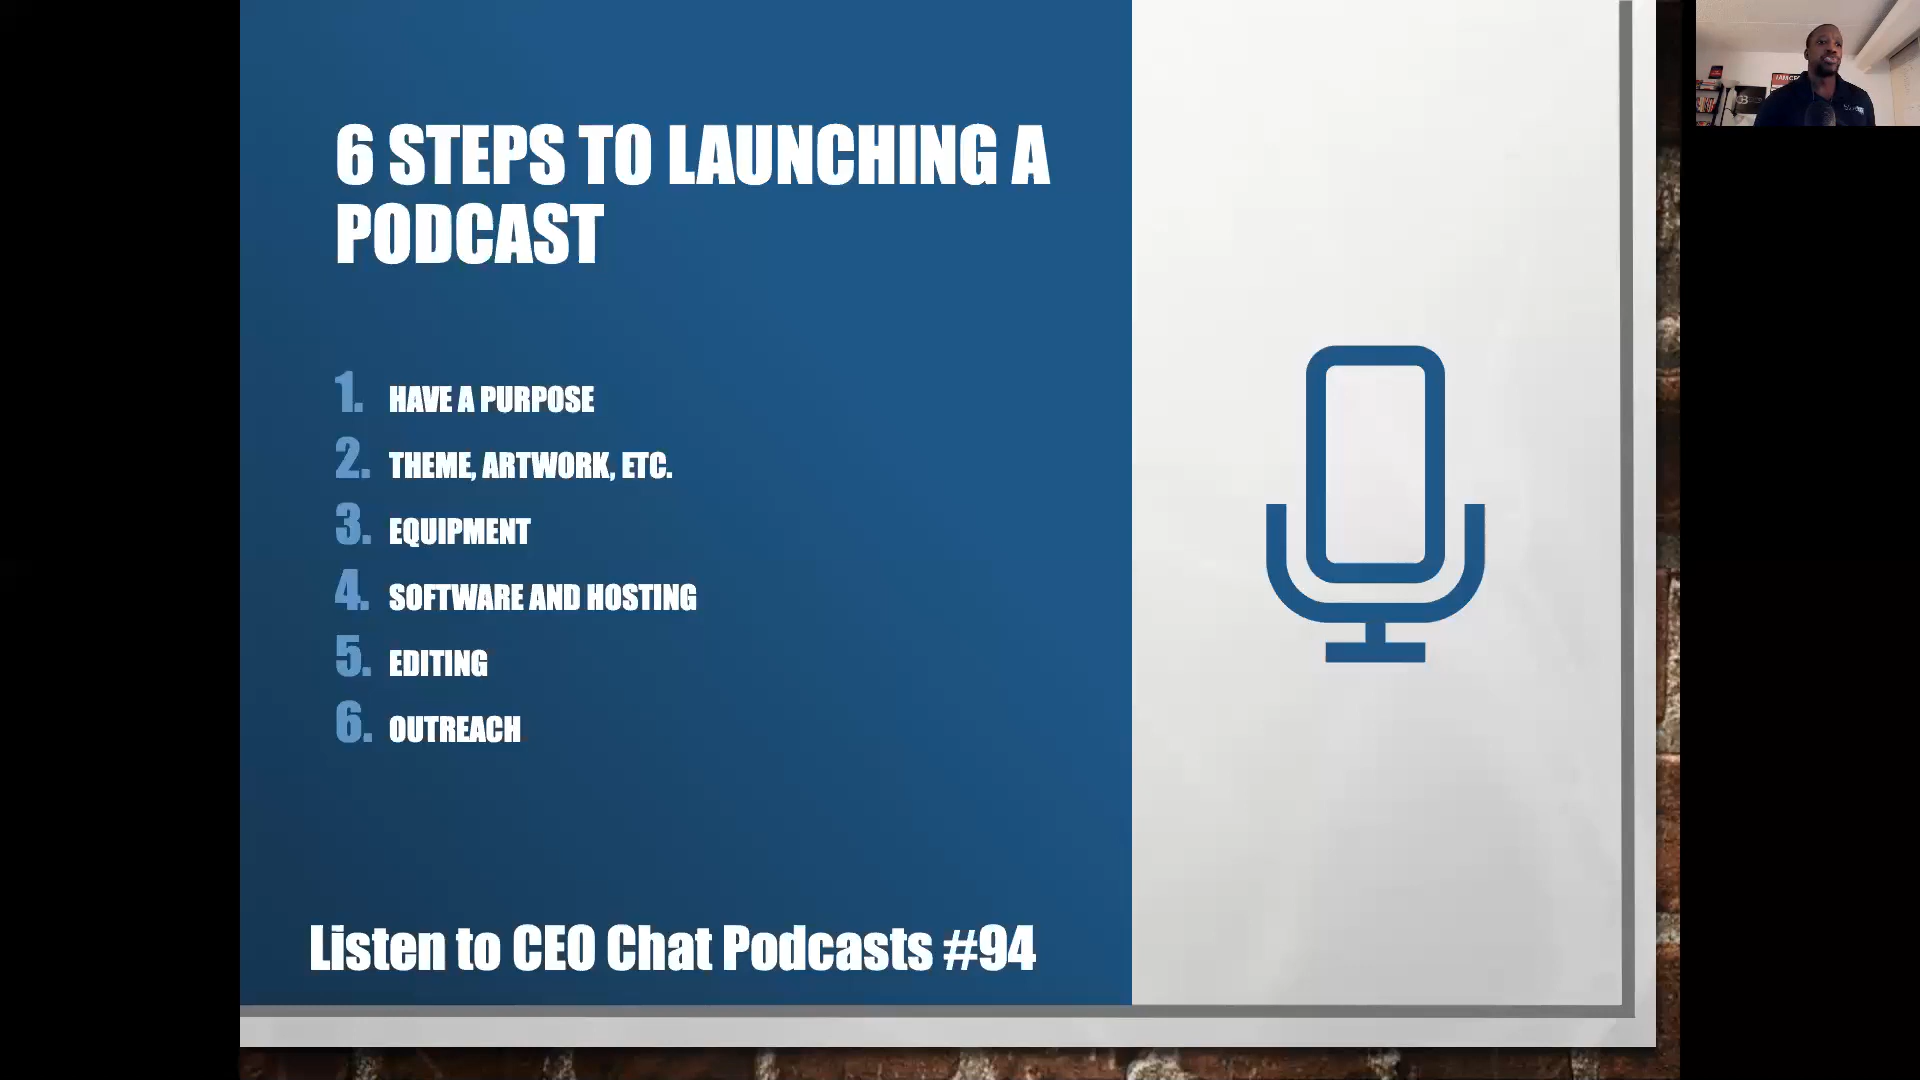 6 STEPS TO LAUNCHING A
PODCAST
1. HAVE A PURPOSE
2. THEME, ARTWORK, ETC.
3. EQUIPMENT
4. SOFTWARE AND HOSTING
5. EDITING
6. OUTREACH
Listen to CEO Chat Podcasts #94